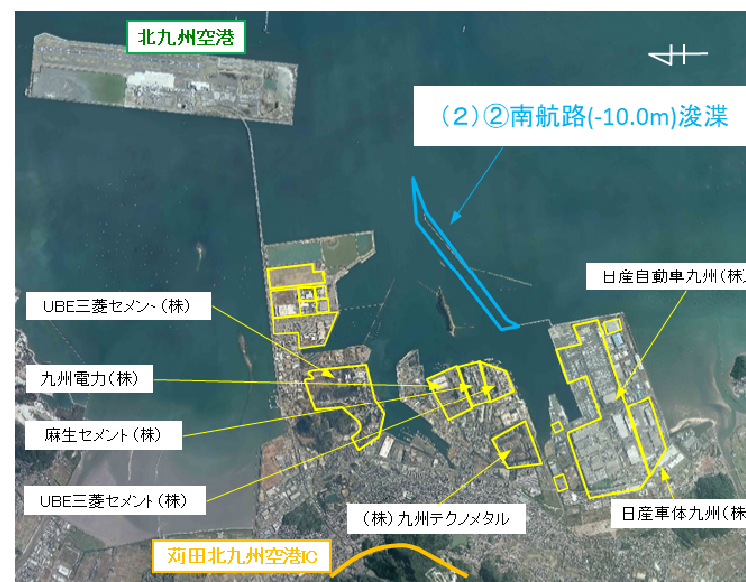 北九州空港
(2)②南航路(-10.0m)浚渫
日産自動車九州(株)
UBE三菱セメント(株)
九州電力(株)
麻生セメント(株)
UBE三菱セメント(株)
(株)九州テクノメタル
日産車体九州(株
苅田北九州空港IC